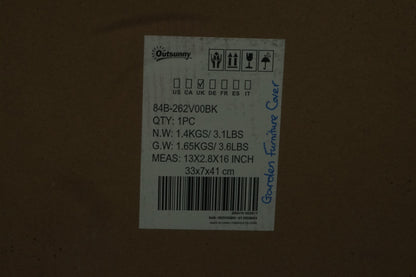 Outsunny
US CA UK DE FR ES IT
84B-262V00BK
QTY: 1PC
N.W: 1.4KGS/ 3.1LBS
G.W: 1.65KGS/ 3.6LBS
MEAS: 13X2.8X16 INCH
33x7x41 cm
Garden Furniture Cover